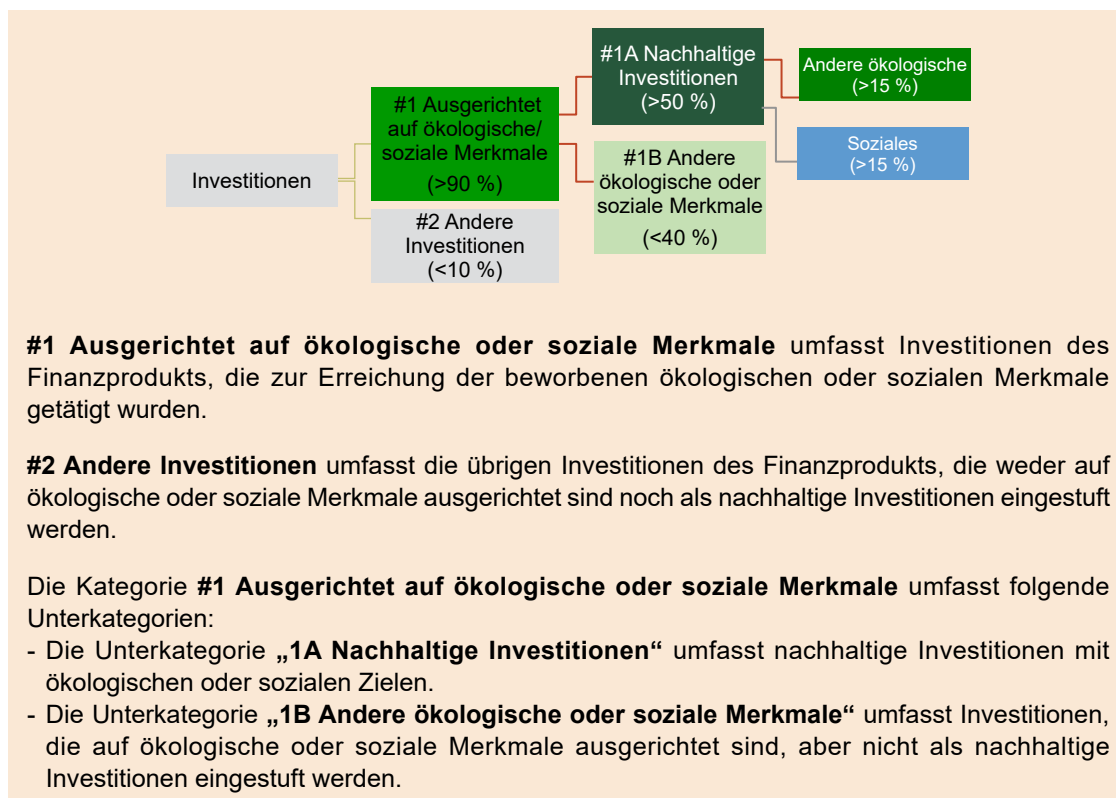 #1A Nachhaltige
Investitionen
(>50 %)
Andere ökologische
(>15 %)
#1 Ausgerichtet
auf ökologische/
soziale Merkmale
(>90 %)
Soziales
(>15 %)
#1B Andere
ökologische oder
soziale Merkmale
(<40 %)
Investitionen
#2 Andere
Investitionen
(<10 %)
#1 Ausgerichtet auf ökologische oder soziale Merkmale umfasst Investitionen des
Finanzprodukts, die zur Erreichung der beworbenen ökologischen oder sozialen Merkmale
getätigt wurden.
#2 Andere Investitionen umfasst die übrigen Investitionen des Finanzprodukts, die weder auf
ökologische oder soziale Merkmale ausgerichtet sind noch als nachhaltige Investitionen eingestuft
werden.
Die Kategorie #1 Ausgerichtet auf ökologische oder soziale Merkmale umfasst folgende
Unterkategorien:
- Die Unterkategorie „1A Nachhaltige Investitionen“ umfasst nachhaltige Investitionen mit
ökologischen oder sozialen Zielen.
- Die Unterkategorie „1B Andere ökologische oder soziale Merkmale“ umfasst Investitionen,
die auf ökologische oder soziale Merkmale ausgerichtet sind, aber nicht als nachhaltige
Investitionen eingestuft werden.